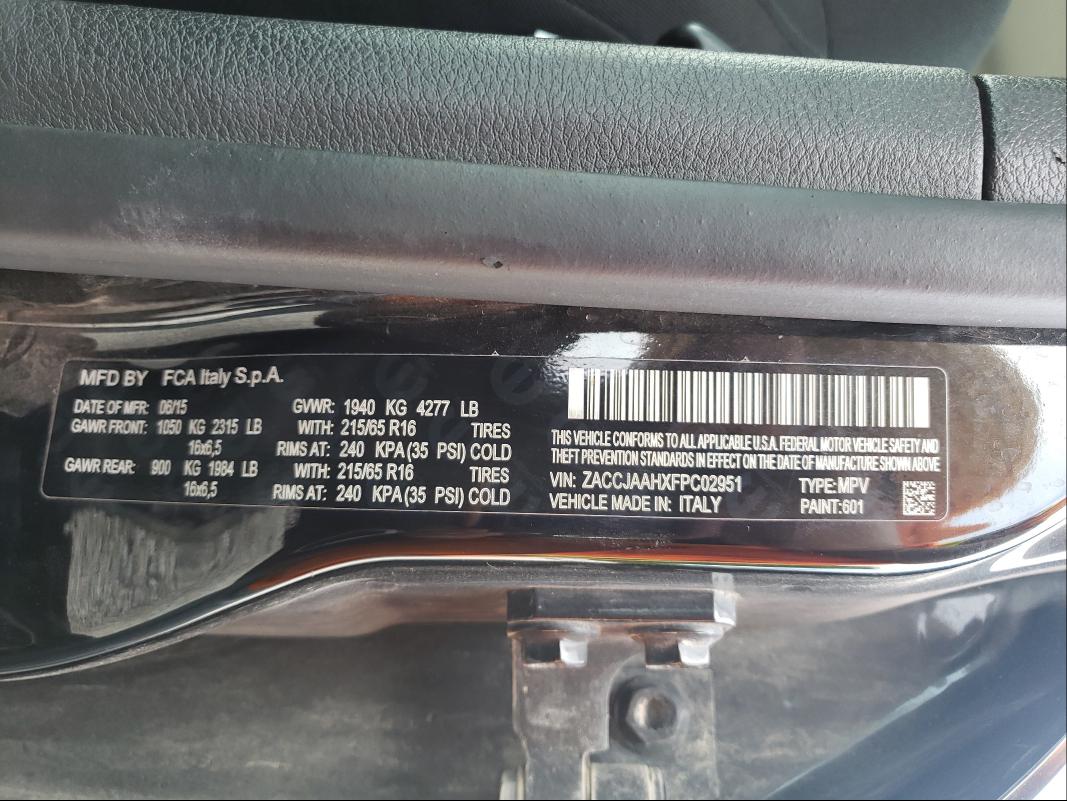 MFD BY FCA Italy S.p.A.
DATE OF MFR: 06/15 GVWR: 1940 KG 4277 LB
GAWR FRONT: 1050 KG 2315 LB WITH: 215/65 R16 TIRES
16x6,5 RIMS AT: 240 KPA (35 PSI) COLD
GAWR REAR: 900 KG 1984 LB WITH: 215/65 R16 TIRES
16x6,5 RIMS AT: 240 KPA (35 PSI) COLD
THIS VEHICLE CONFORMS TO ALL APPLICABLE U.S.A. FEDERAL MOTOR VEHICLE SAFETY AND
THEFT PREVENTION STANDARDS IN EFFECT ON THE DATE OF MANUFACTURE SHOWN ABOVE
VIN: ZACCJAAHXFPC02951 TYPE: MPV
VEHICLE MADE IN: ITALY PAINT: 601